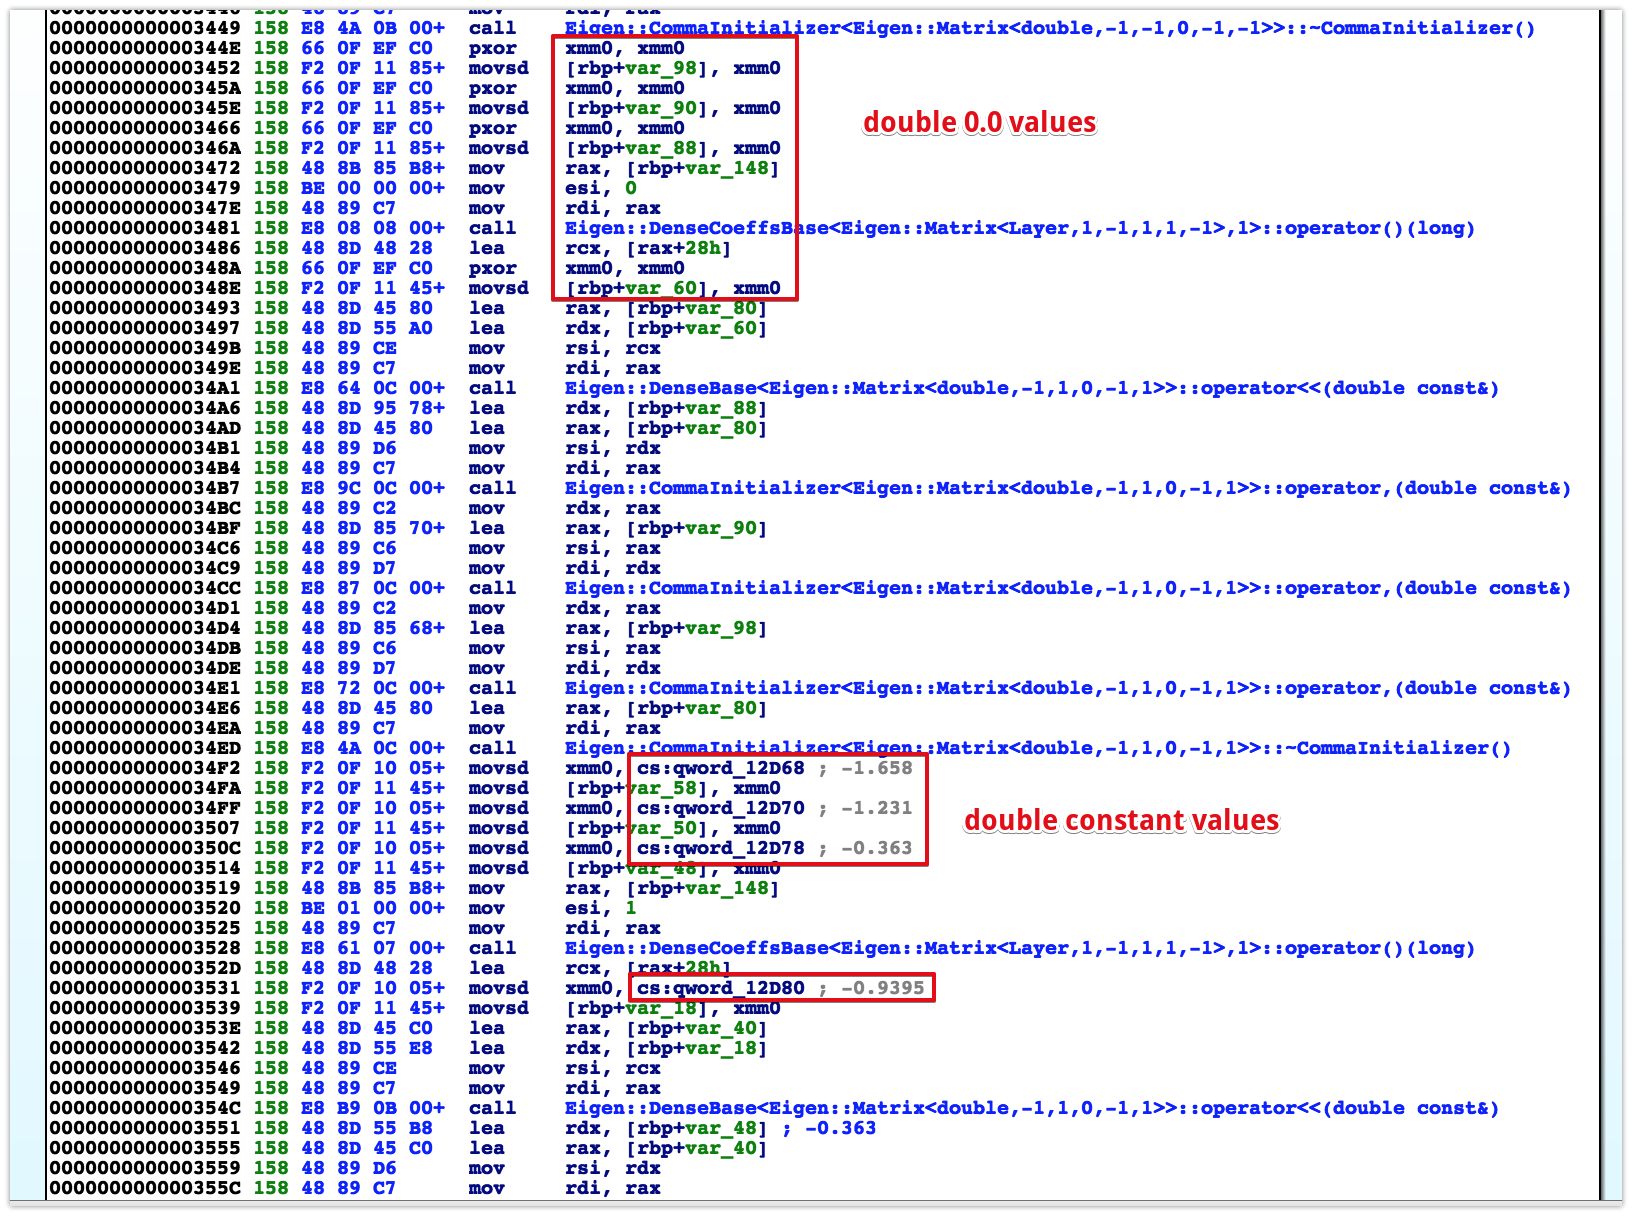 0000000000003446 158 48 89 C7 mov rdi, rax
0000000000003449 158 E8 4A 0B 00+ call Eigen::CommaInitializer<Eigen::Matrix<double,-1,-1,0,-1,-1>>::~CommaInitializer()
000000000000344E 158 66 0F EF C0 pxor xmm0, xmm0
0000000000003452 158 F2 0F 11 85+ movsd [rbp+var_98], xmm0
000000000000345A 158 66 0F EF C0 pxor xmm0, xmm0
000000000000345E 158 F2 0F 11 85+ movsd [rbp+var_90], xmm0
double 0.0 values
0000000000003466 158 66 0F EF C0 pxor xmm0, xmm0
000000000000346A 158 F2 0F 11 85+ movsd [rbp+var_88], xmm0
0000000000003472 158 48 8B 85 B8+ mov rax, [rbp+var_148]
0000000000003479 158 BE 00 00 00+ mov esi, 0
000000000000347E 158 48 89 C7 mov rdi, rax
0000000000003481 158 E8 08 08 00+ call Eigen::DenseCoeffsBase<Eigen::Matrix<Layer,1,-1,1,1,-1>,1>::operator()(long)
0000000000003486 158 48 8D 48 28 lea rcx, [rax+28h]
000000000000348A 158 66 0F EF C0 pxor xmm0, xmm0
000000000000348E 158 F2 0F 11 45+ movsd [rbp+var_60], xmm0
0000000000003493 158 48 8D 45 80 lea rax, [rbp+var_80]
0000000000003497 158 48 8D 55 A0 lea rdx, [rbp+var_60]
000000000000349B 158 48 89 CE mov rsi, rcx
000000000000349E 158 48 89 C7 mov rdi, rax
00000000000034A1 158 E8 64 0C 00+ call Eigen::DenseBase<Eigen::Matrix<double,-1,1,0,-1,1>>::operator<<(double const&)
00000000000034A6 158 48 8D 95 78+ lea rdx, [rbp+var_88]
00000000000034AD 158 48 8D 45 80 lea rax, [rbp+var_80]
00000000000034B1 158 48 89 D6 mov rsi, rdx
00000000000034B4 158 48 89 C7 mov rdi, rax
00000000000034B7 158 E8 9C 0C 00+ call Eigen::CommaInitializer<Eigen::Matrix<double,-1,1,0,-1,1>>::operator,(double const&)
00000000000034BC 158 48 89 C2 mov rdx, rax
00000000000034BF 158 48 8D 85 70+ lea rax, [rbp+var_90]
00000000000034C6 158 48 89 C6 mov rsi, rax
00000000000034C9 158 48 89 D7 mov rdi, rdx
00000000000034CC 158 E8 87 0C 00+ call Eigen::CommaInitializer<Eigen::Matrix<double,-1,1,0,-1,1>>::operator,(double const&)
00000000000034D1 158 48 89 C2 mov rdx, rax
00000000000034D4 158 48 8D 85 68+ lea rax, [rbp+var_98]
00000000000034DB 158 48 89 C6 mov rsi, rax
00000000000034DE 158 48 89 D7 mov rdi, rdx
00000000000034E1 158 E8 72 0C 00+ call Eigen::CommaInitializer<Eigen::Matrix<double,-1,1,0,-1,1>>::operator,(double const&)
00000000000034E6 158 48 8D 45 80 lea rax, [rbp+var_80]
00000000000034EA 158 48 89 C7 mov rdi, rax
00000000000034ED 158 E8 4A 0C 00+ call Eigen::CommaInitializer<Eigen::Matrix<double,-1,1,0,-1,1>>::~CommaInitializer()
00000000000034F2 158 F2 0F 10 05+ movsd xmm0, cs:qword_12D68 ; -1.658
00000000000034FA 158 F2 0F 11 45+ movsd [rbp+var_58], xmm0
00000000000034FF 158 F2 0F 10 05+ movsd xmm0, cs:qword_12D70 ; -1.231
double constant values
0000000000003507 158 F2 0F 11 45+ movsd [rbp+var_50], xmm0
000000000000350C 158 F2 0F 10 05+ movsd xmm0, cs:qword_12D78 ; -0.363
0000000000003514 158 F2 0F 11 45+ movsd [rbp+var_48], xmm0
0000000000003519 158 48 8B 85 B8+ mov rax, [rbp+var_148]
0000000000003520 158 BE 01 00 00+ mov esi, 1
0000000000003525 158 48 89 C7 mov rdi, rax
0000000000003528 158 E8 61 07 00+ call Eigen::DenseCoeffsBase<Eigen::Matrix<Layer,1,-1,1,1,-1>,1>::operator()(long)
000000000000352D 158 48 8D 48 28 lea rcx, [rax+28h]
0000000000003531 158 F2 0F 10 05+ movsd xmm0, cs:qword_12D80 ; -0.9395
0000000000003539 158 F2 0F 11 45+ movsd [rbp+var_18], xmm0
000000000000353E 158 48 8D 45 C0 lea rax, [rbp+var_40]
0000000000003542 158 48 8D 55 E8 lea rdx, [rbp+var_18]
0000000000003546 158 48 89 CE mov rsi, rcx
0000000000003549 158 48 89 C7 mov rdi, rax
000000000000354C 158 E8 B9 0B 00+ call Eigen::DenseBase<Eigen::Matrix<double,-1,1,0,-1,1>>::operator<<(double const&)
0000000000003551 158 48 8D 55 B8 lea rdx, [rbp+var_48] ; -0.363
0000000000003555 158 48 8D 45 C0 lea rax, [rbp+var_40]
0000000000003559 158 48 89 D6 mov rsi, rdx
000000000000355C 158 48 89 C7 mov rdi, rax